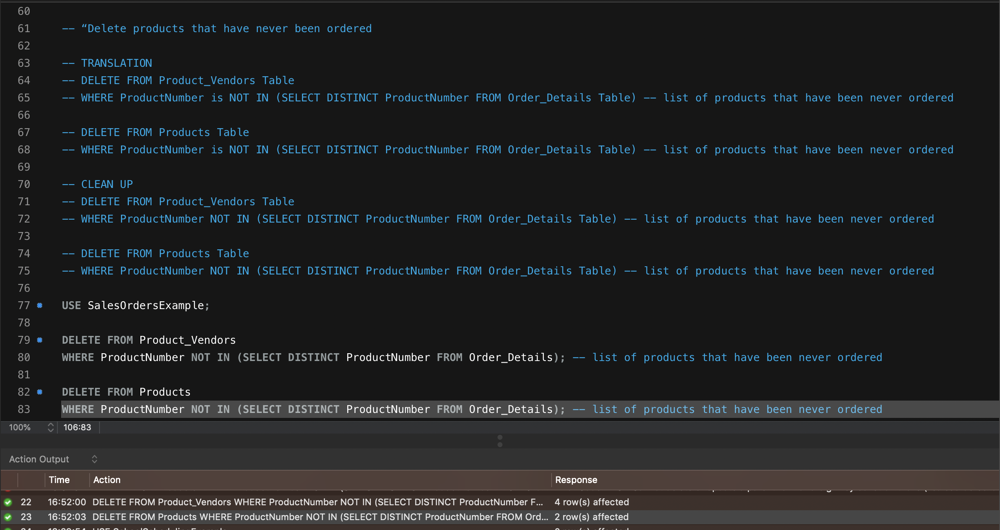 60
61 -- “Delete products that have never been ordered
62
63 -- TRANSLATION
64 -- DELETE FROM Product_Vendors Table
65 -- WHERE ProductNumber is NOT IN (SELECT DISTINCT ProductNumber FROM Order_Details Table) -- list of products that have been never ordered
66
67 -- DELETE FROM Products Table
68 -- WHERE ProductNumber is NOT IN (SELECT DISTINCT ProductNumber FROM Order_Details Table) -- list of products that have been never ordered
69
70 -- CLEAN UP
71 -- DELETE FROM Product_Vendors Table
72 -- WHERE ProductNumber NOT IN (SELECT DISTINCT ProductNumber FROM Order_Details Table) -- list of products that have been never ordered
73
74 -- DELETE FROM Products Table
75 -- WHERE ProductNumber NOT IN (SELECT DISTINCT ProductNumber FROM Order_Details Table) -- list of products that have been never ordered
76
77 USE SalesOrdersExample;
78
79 DELETE FROM Product_Vendors
80 WHERE ProductNumber NOT IN (SELECT DISTINCT ProductNumber FROM Order_Details); -- list of products that have been never ordered
81
82 DELETE FROM Products
83 WHERE ProductNumber NOT IN (SELECT DISTINCT ProductNumber FROM Order_Details); -- list of products that have been never ordered
100% 106:83
Action Output
Time Action Response
22 16:52:00 DELETE FROM Product_Vendors WHERE ProductNumber NOT IN (SELECT DISTINCT ProductNumber F... 4 row(s) affected
23 16:52:03 DELETE FROM Products WHERE ProductNumber NOT IN (SELECT DISTINCT ProductNumber FROM Ord... 2 row(s) affected